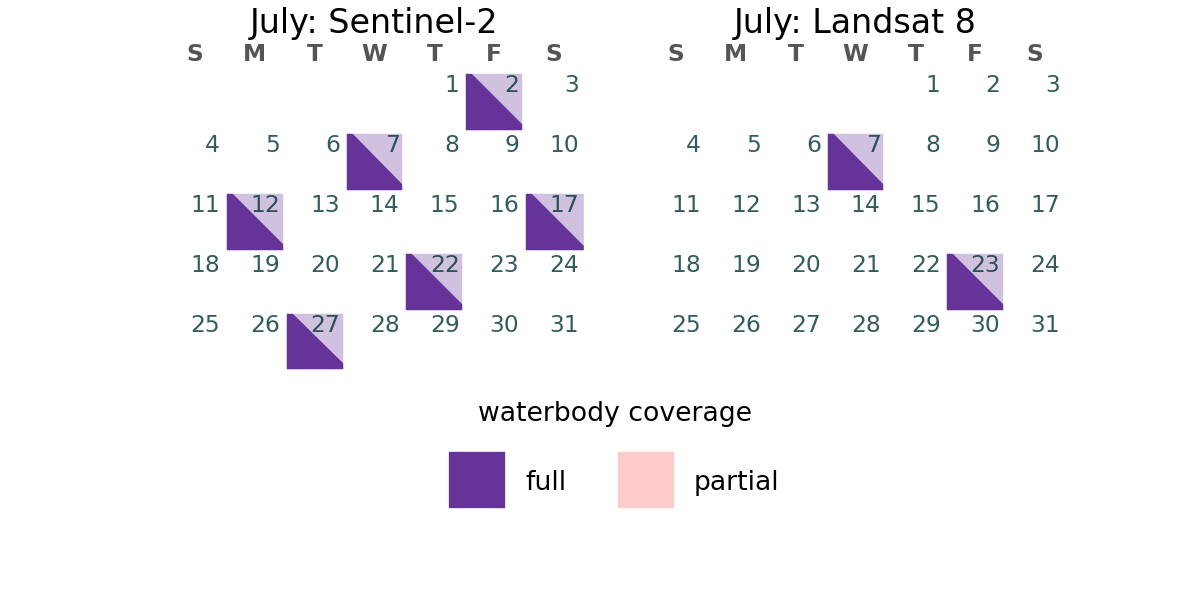 July: Sentinel-2
S M T W T F S
1 2 3
4 5 6 7 8 9 10
11 12 13 14 15 16 17
18 19 20 21 22 23 24
25 26 27 28 29 30 31
July: Landsat 8
S M T W T F S
1 2 3
4 5 6 7 8 9 10
11 12 13 14 15 16 17
18 19 20 21 22 23 24
25 26 27 28 29 30 31
waterbody coverage
full partial